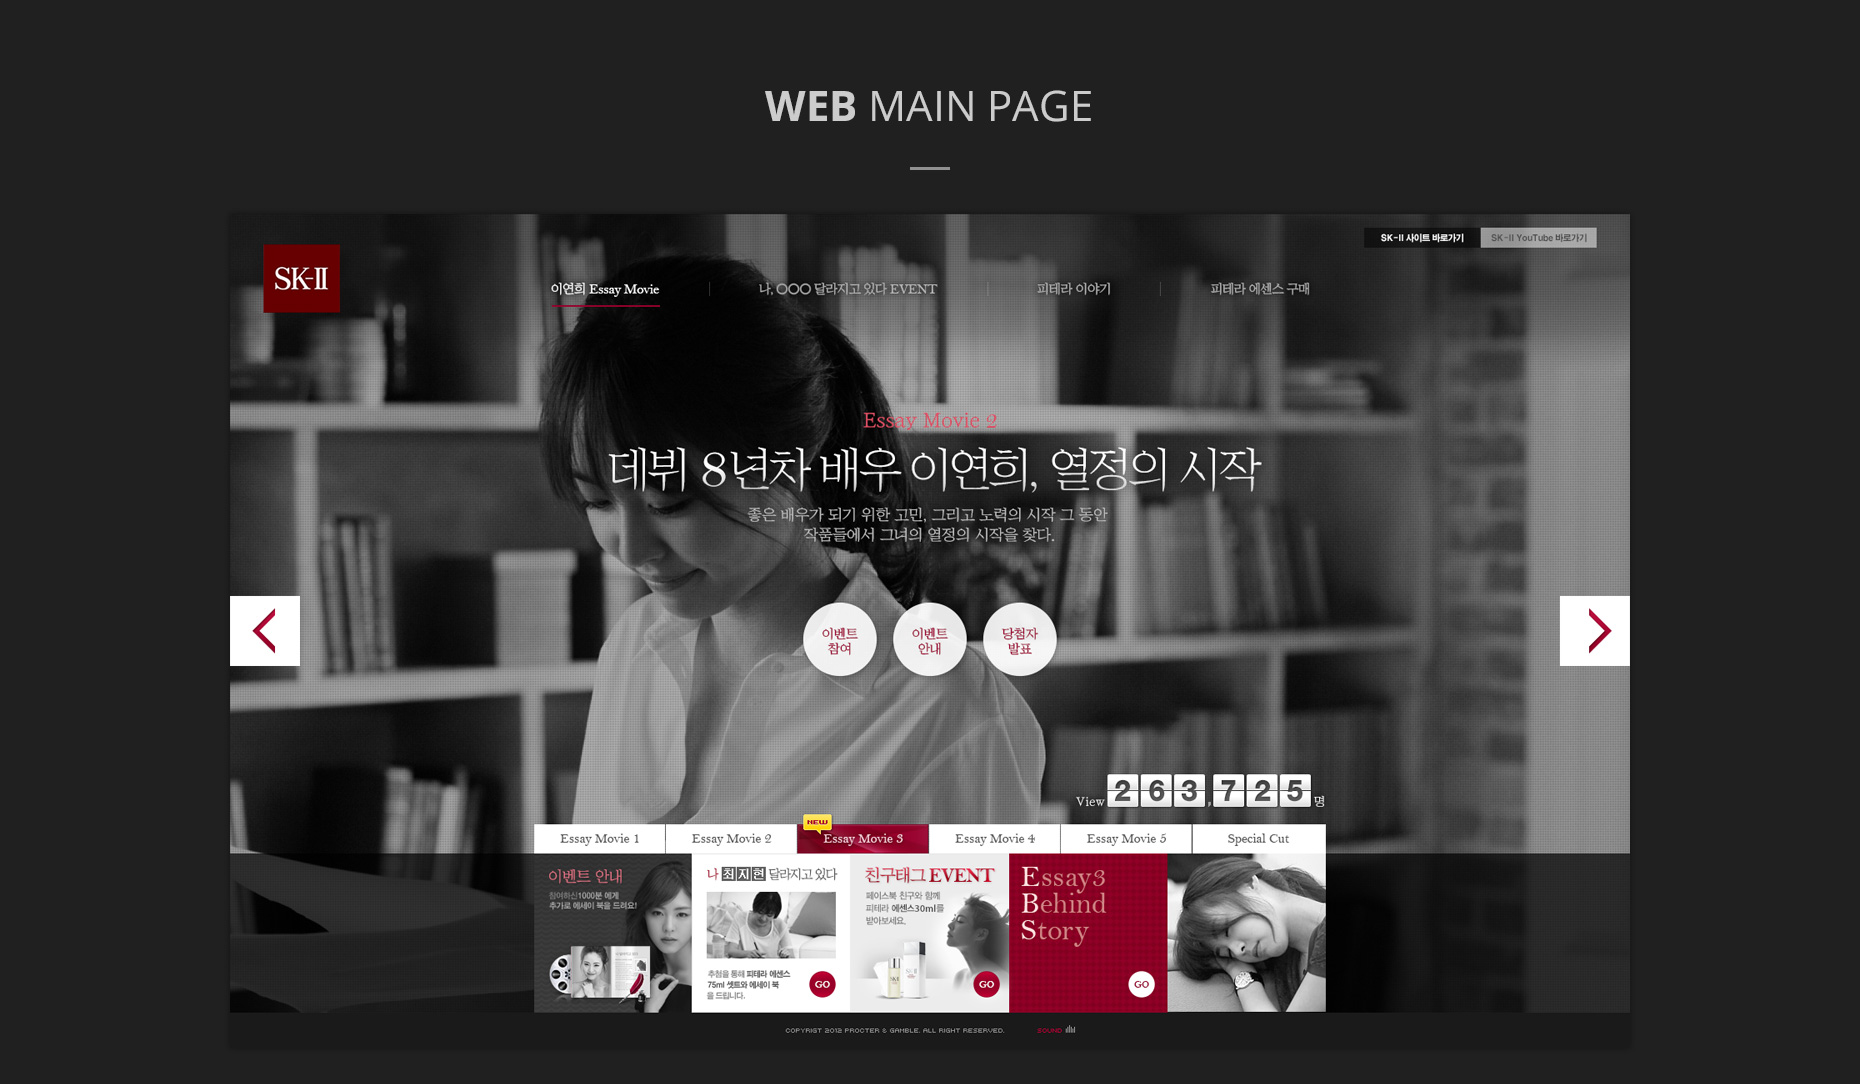 WEB MAIN PAGE
SK-II 사이트 바로가기
SK-II YouTube 바로가기
SK-II
이연희 Essay Movie
나, OOO 달라지고 있다 EVENT
피테라 이야기
피테라 에센스 구매
Essay Movie 2
데뷔 8년차 배우 이연희, 열정의 시작
좋은 배우가 되기 위한 고민, 그리고 노력의 시작 그 동안
작품들에서 그녀의 열정의 시작을 찾다.
이벤트
참여
이벤트
안내
당첨자
발표
View 263,725 명
NEW
Essay Movie 1
Essay Movie 2
Essay Movie 3
Essay Movie 4
Essay Movie 5
Special Cut
이벤트 안내
참여하신1000분 에게
추가로 에세이 북을 드려요!
나 최지현 달라지고 있다
추첨을 통해 피테라 에센스
75ml 셋트와 에세이 북
을 드립니다.
GO
친구태그 EVENT
페이스북 친구와 함께
피테라 에센스30ml를
받아보세요.
SK-II
GO
Essay3
Behind
Story
GO
COPYRIGT 2012 PROCTER & GAMBLE. ALL RIGHT RESERVED.
SOUND